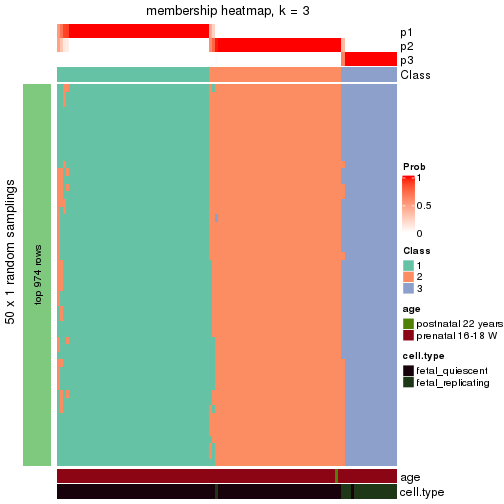 membership heatmap, k = 3
p1
p2
p3
Class
50 x 1 random samplings
top 974 rows
Prob
1
0.5
0
Class
1
2
3
age
postnatal 22 years
prenatal 16-18 W
cell.type
fetal_quiescent
fetal_replicating
age
cell.type